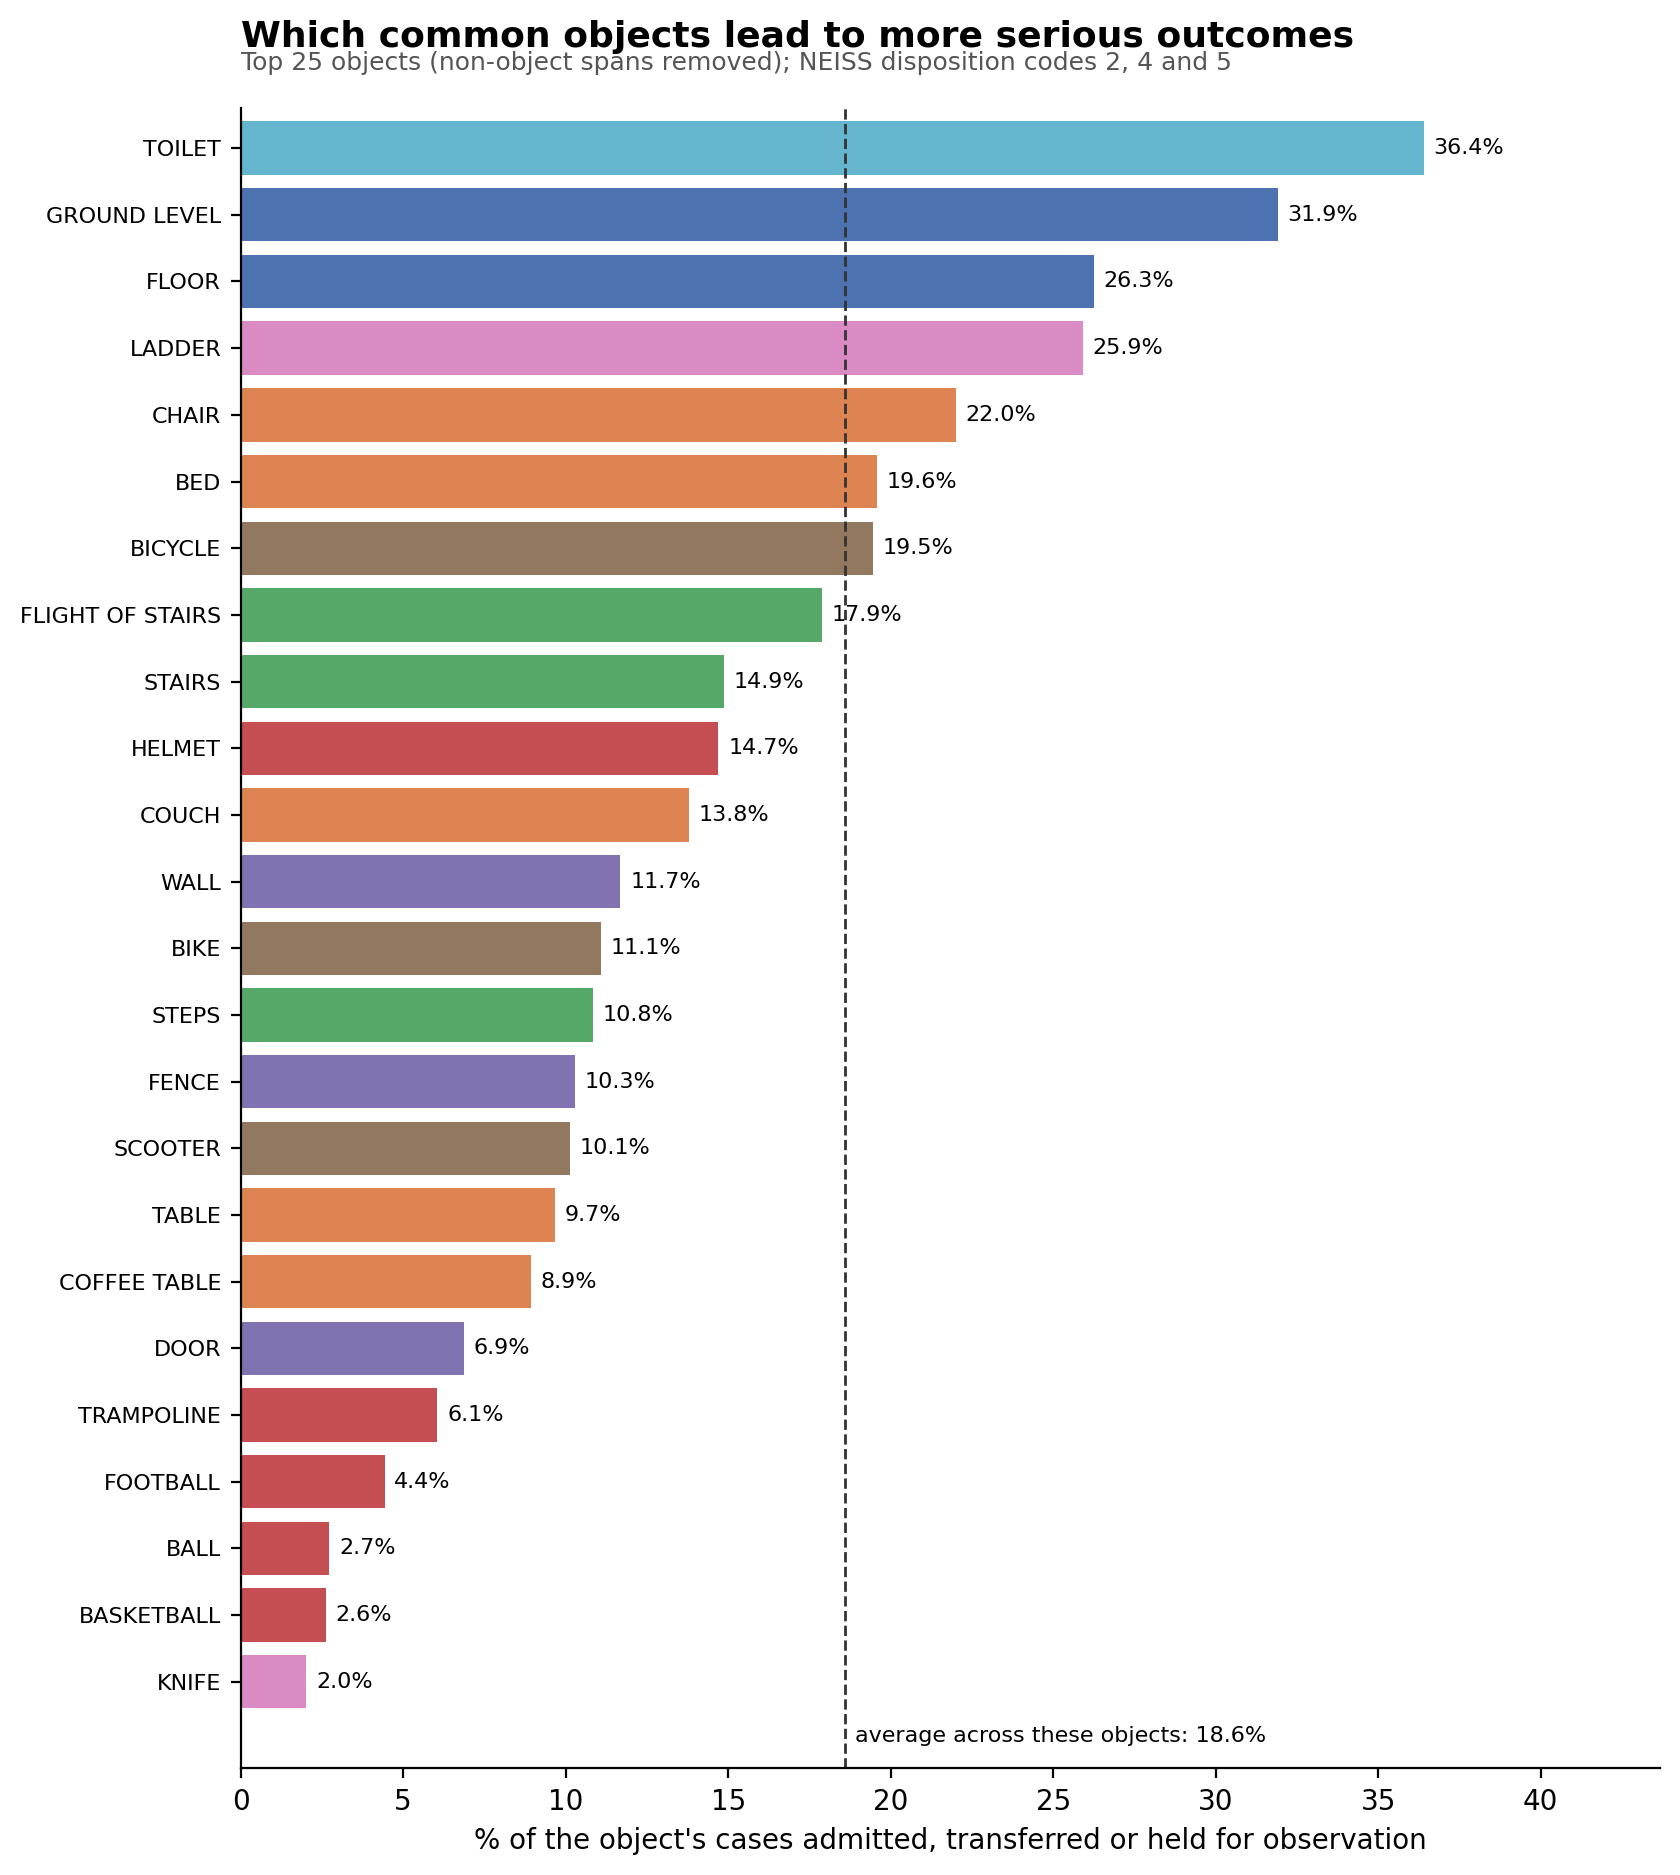 Which common objects lead to more serious outcomes
Top 25 objects (non-object spans removed); NEISS disposition codes 2, 4 and 5
TOILET 36.4%
GROUND LEVEL 31.9%
FLOOR 26.3%
LADDER 25.9%
CHAIR 22.0%
BED 19.6%
BICYCLE 19.5%
FLIGHT OF STAIRS 17.9%
STAIRS 14.9%
HELMET 14.7%
COUCH 13.8%
WALL 11.7%
BIKE 11.1%
STEPS 10.8%
FENCE 10.3%
SCOOTER 10.1%
TABLE 9.7%
COFFEE TABLE 8.9%
DOOR 6.9%
TRAMPOLINE 6.1%
FOOTBALL 4.4%
BALL 2.7%
BASKETBALL 2.6%
KNIFE 2.0%
average across these objects: 18.6%
0 5 10 15 20 25 30 35 40
% of the object's cases admitted, transferred or held for observation